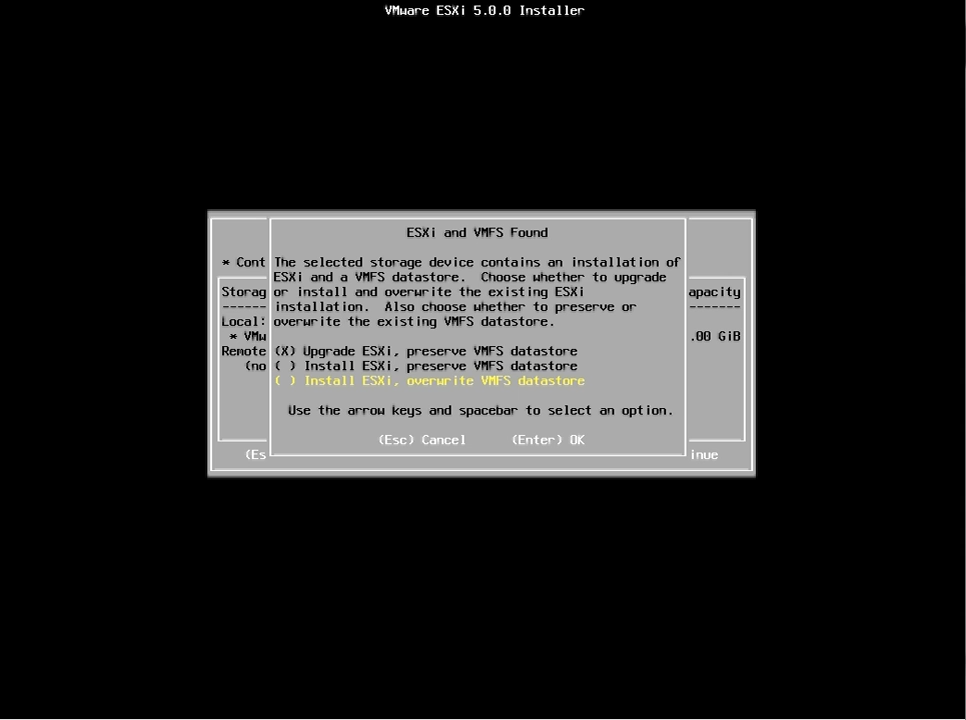 VMware ESXi 5.0.0 Installer
ESXi and VMFS Found
* Cont
The selected storage device contains an installation of
ESXi and a VMFS datastore.  Choose whether to upgrade
Storag
or install and overwrite the existing ESXi
apacity
------
installation.  Also choose whether to preserve or
-------
Local:
overwrite the existing VMFS datastore.
* VMw
.00 GiB
Remote
(X) Upgrade ESXi, preserve VMFS datastore
(no
( ) Install ESXi, preserve VMFS datastore
( ) Install ESXi, overwrite VMFS datastore
Use the arrow keys and spacebar to select an option.
(Esc) Cancel      (Enter) OK
(Es
inue